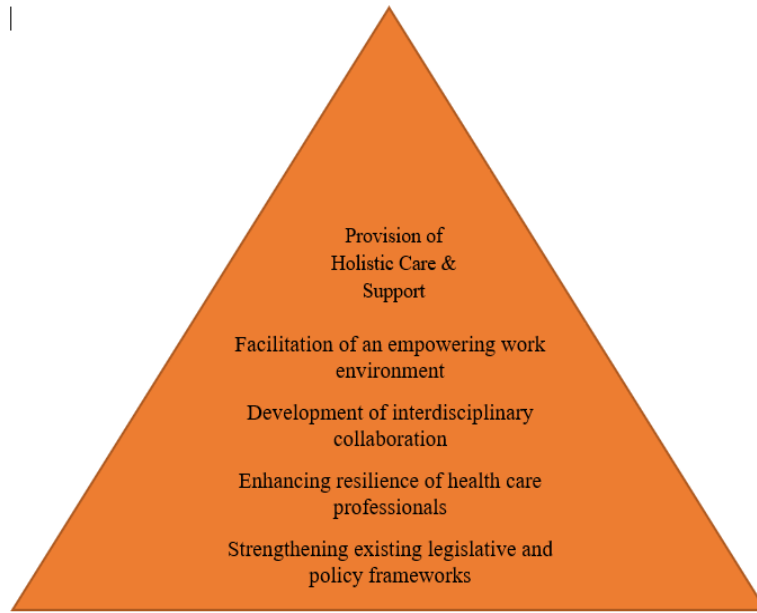 Provision of
Holistic Care &
Support
Facilitation of an empowering work
environment
Development of interdisciplinary
collaboration
Enhancing resilience of health care
professionals
Strengthening existing legislative and
policy frameworks